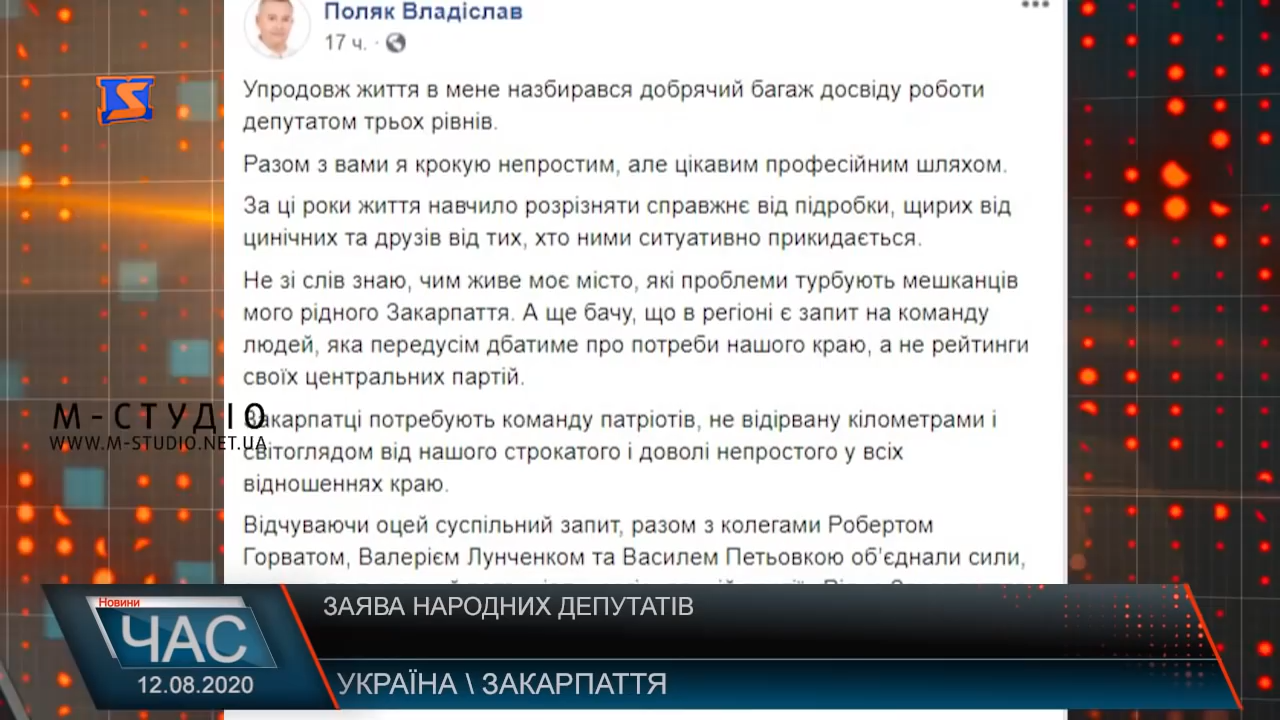 Поляк Владіслав
17 ч. ·
Упродовж життя в мене назбирався добрячий багаж досвіду роботи
депутатом трьох рівнів.
Разом з вами я крокую непростим, але цікавим професійним шляхом.
За ці роки життя навчило розрізняти справжнє від підробки, щирих від
цинічних та друзів від тих, хто ними ситуативно прикидається.
Не зі слів знаю, чим живе моє місто, які проблеми турбують мешканців
мого рідного Закарпаття. А ще бачу, що в регіоні є запит на команду
людей, яка передусім дбатиме про потреби нашого краю, а не рейтинги
своїх центральних партій.
Закарпатці потребують команду патріотів, не відірвану кілометрами і
світоглядом від нашого строкатого і доволі непростого у всіх
відношеннях краю.
Відчуваючи оцей суспільний запит, разом з колегами Робертом
Горватом, Валерієм Лунченком та Василем Петьовкою об’єднали сили,
М-СТУДІО
WWW.M-STUDIO.NET.UA
Новини
ЧАС
12.08.2020
ЗАЯВА НАРОДНИХ ДЕПУТАТІВ
УКРАЇНА \ ЗАКАРПАТТЯ